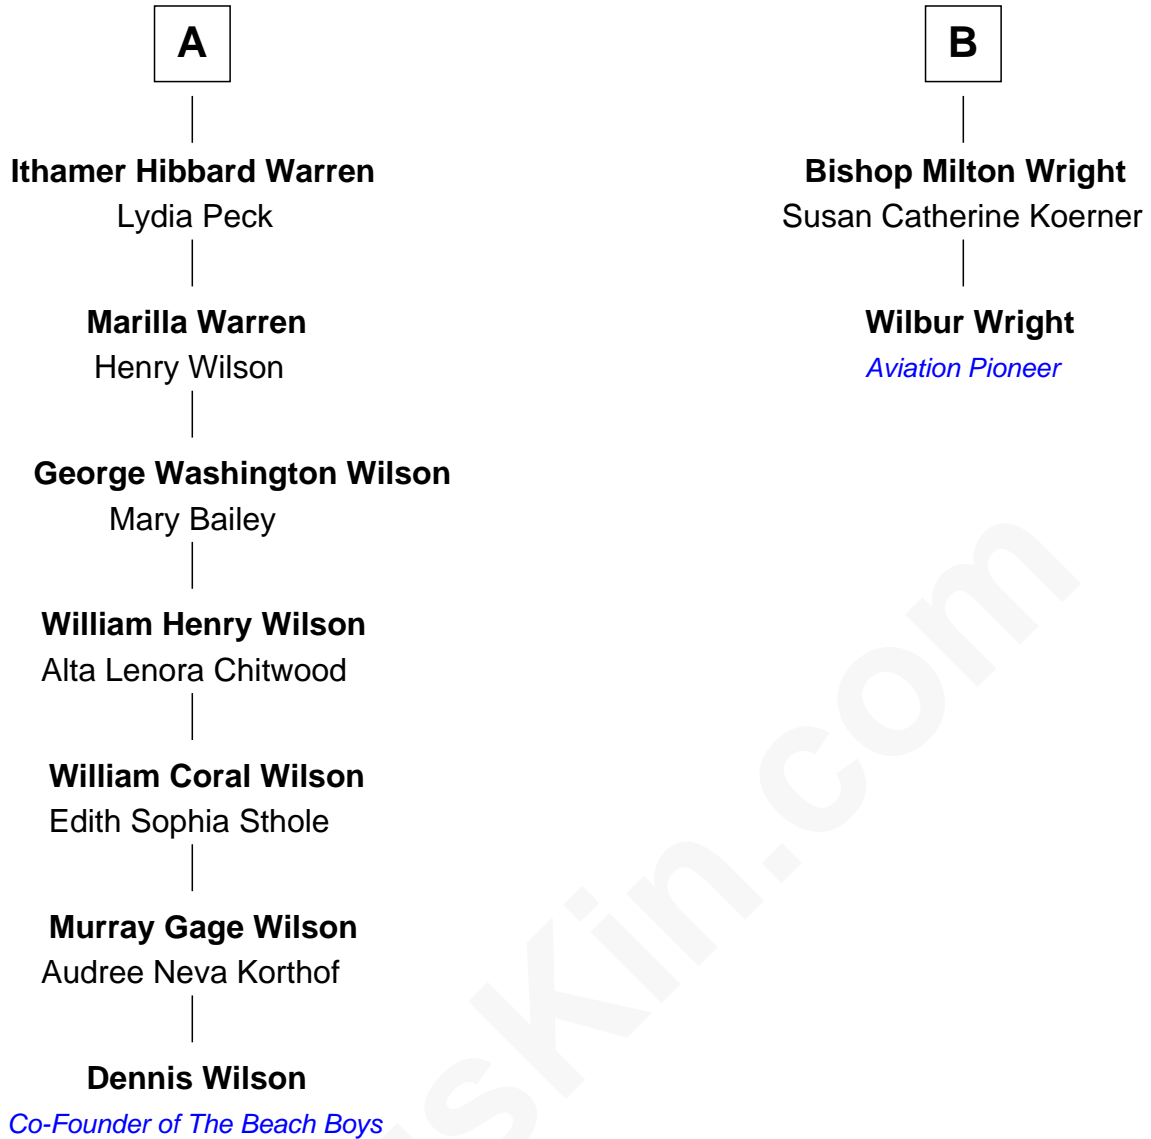 A
Ithamer Hibbard Warren
Lydia Peck
Marilla Warren
Henry Wilson
George Washington Wilson
Mary Bailey
William Henry Wilson
Alta Lenora Chitwood
William Coral Wilson
Edith Sophia Sthole
Murray Gage Wilson
Audree Neva Korthof
Dennis Wilson
Co-Founder of The Beach Boys
B
Bishop Milton Wright
Susan Catherine Koerner
Wilbur Wright
Aviation Pioneer
usKin.com